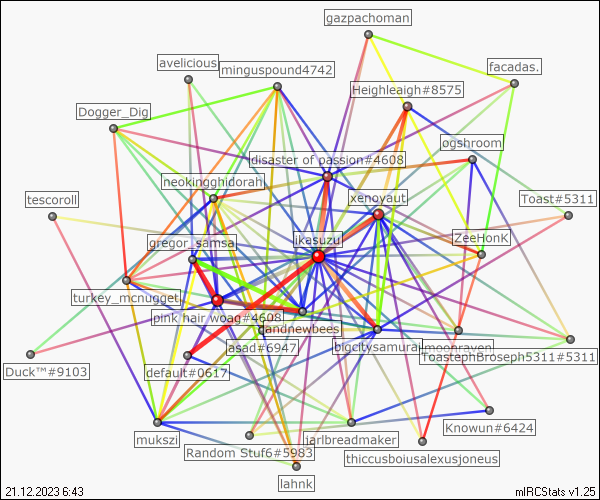 gazpachoman
avelicious
minguspound4742
facadas.
Heighleaigh#8575
Dogger_Dig
ogshroom
disaster of passion#4608
neokingghidorah
xenoyaut
tescoroll
Toast#5311
ikasuzu
ZeeHonk
gregor_samsa
turkey_mcnugget
pink hair woag#4608
andnewbees
asad#6947
bigcitysamurai
moonraven
Toastephbroseph5311#5311
Duck™#9103
default#0617
mukszi
Random Stuf6#5983
jarlbreadmaker
Knowun#6424
thiccusboiusalexusjoneus
lahnk
21.12.2023 6:43
mIRCStats v1.25